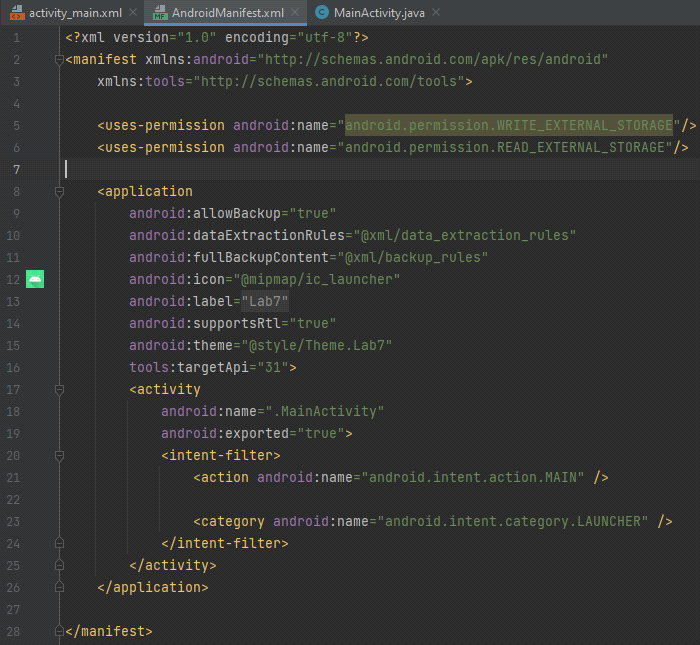 activity_main.xml AndroidManifest.xml MainActivity.java
1 <?xml version="1.0" encoding="utf-8"?>
2 <manifest xmlns:android="http://schemas.android.com/apk/res/android"
3     xmlns:tools="http://schemas.android.com/tools">
4
5     <uses-permission android:name="android.permission.WRITE_EXTERNAL_STORAGE"/>
6     <uses-permission android:name="android.permission.READ_EXTERNAL_STORAGE"/>
7
8     <application
9         android:allowBackup="true"
10         android:dataExtractionRules="@xml/data_extraction_rules"
11         android:fullBackupContent="@xml/backup_rules"
12         android:icon="@mipmap/ic_launcher"
13         android:label="Lab7"
14         android:supportsRtl="true"
15         android:theme="@style/Theme.Lab7"
16         tools:targetApi="31">
17         <activity
18             android:name=".MainActivity"
19             android:exported="true">
20             <intent-filter>
21                 <action android:name="android.intent.action.MAIN" />
22
23                 <category android:name="android.intent.category.LAUNCHER" />
24             </intent-filter>
25         </activity>
26     </application>
27
28 </manifest>